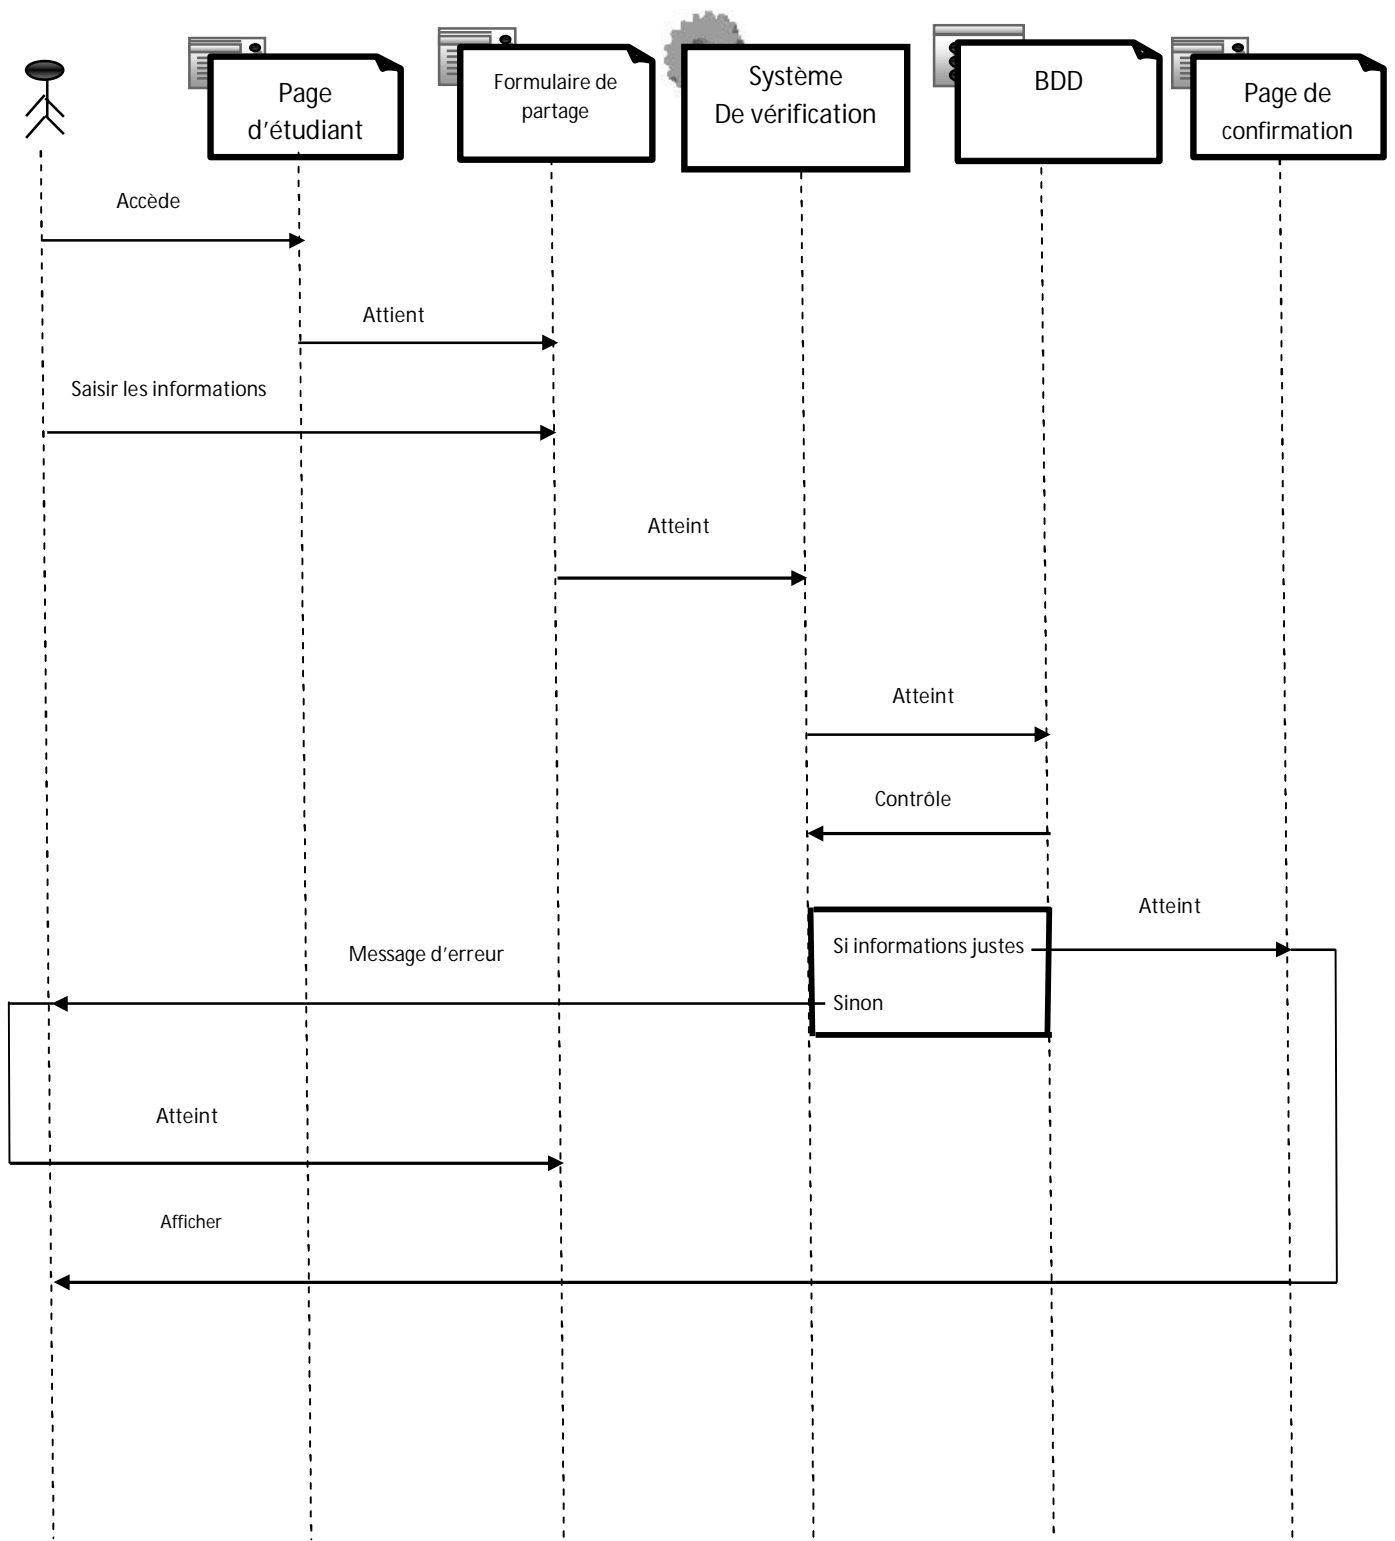 Page
d'étudiant
Formulaire de
partage
Système
De vérification
BDD
Page de
confirmation
Accède
Attient
Saisir les informations
Atteint
Atteint
Contrôle
Atteint
Si informations justes
Message d'erreur
Sinon
Atteint
Afficher